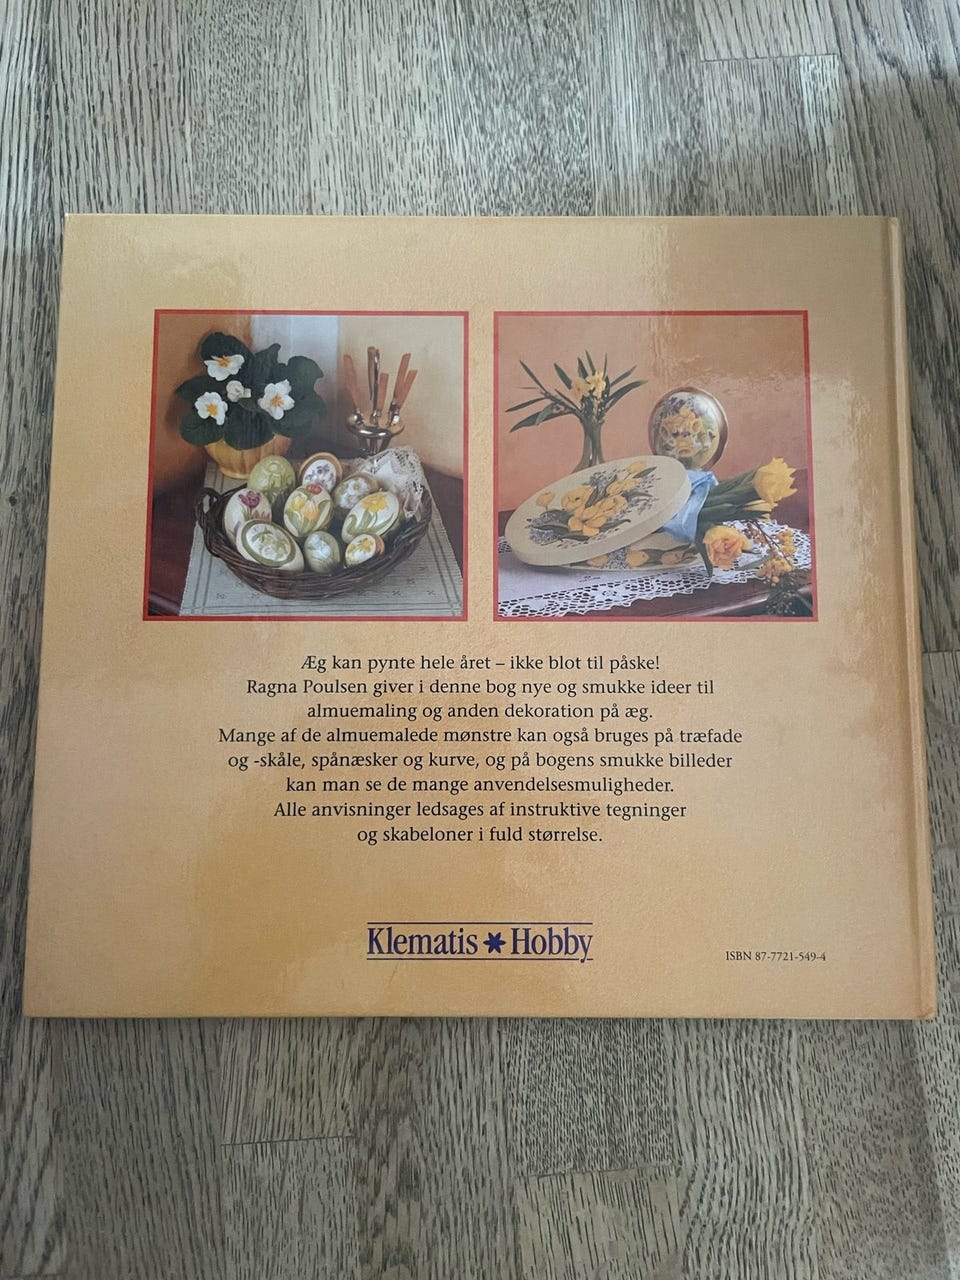 Æg kan pynte hele året – ikke blot til påske!
Ragna Poulsen giver i denne bog nye og smukke ideer til
almuemaling og anden dekoration på æg.
Mange af de almuemalede mønstre kan også bruges på træfade
og -skåle, spånæsker og kurve, og på bogens smukke billeder
kan man se de mange anvendelsesmuligheder.
Alle anvisninger ledsages af instruktive tegninger
og skabeloner i fuld størrelse.
Klematis * Hobby
ISBN 87-7721-549-4